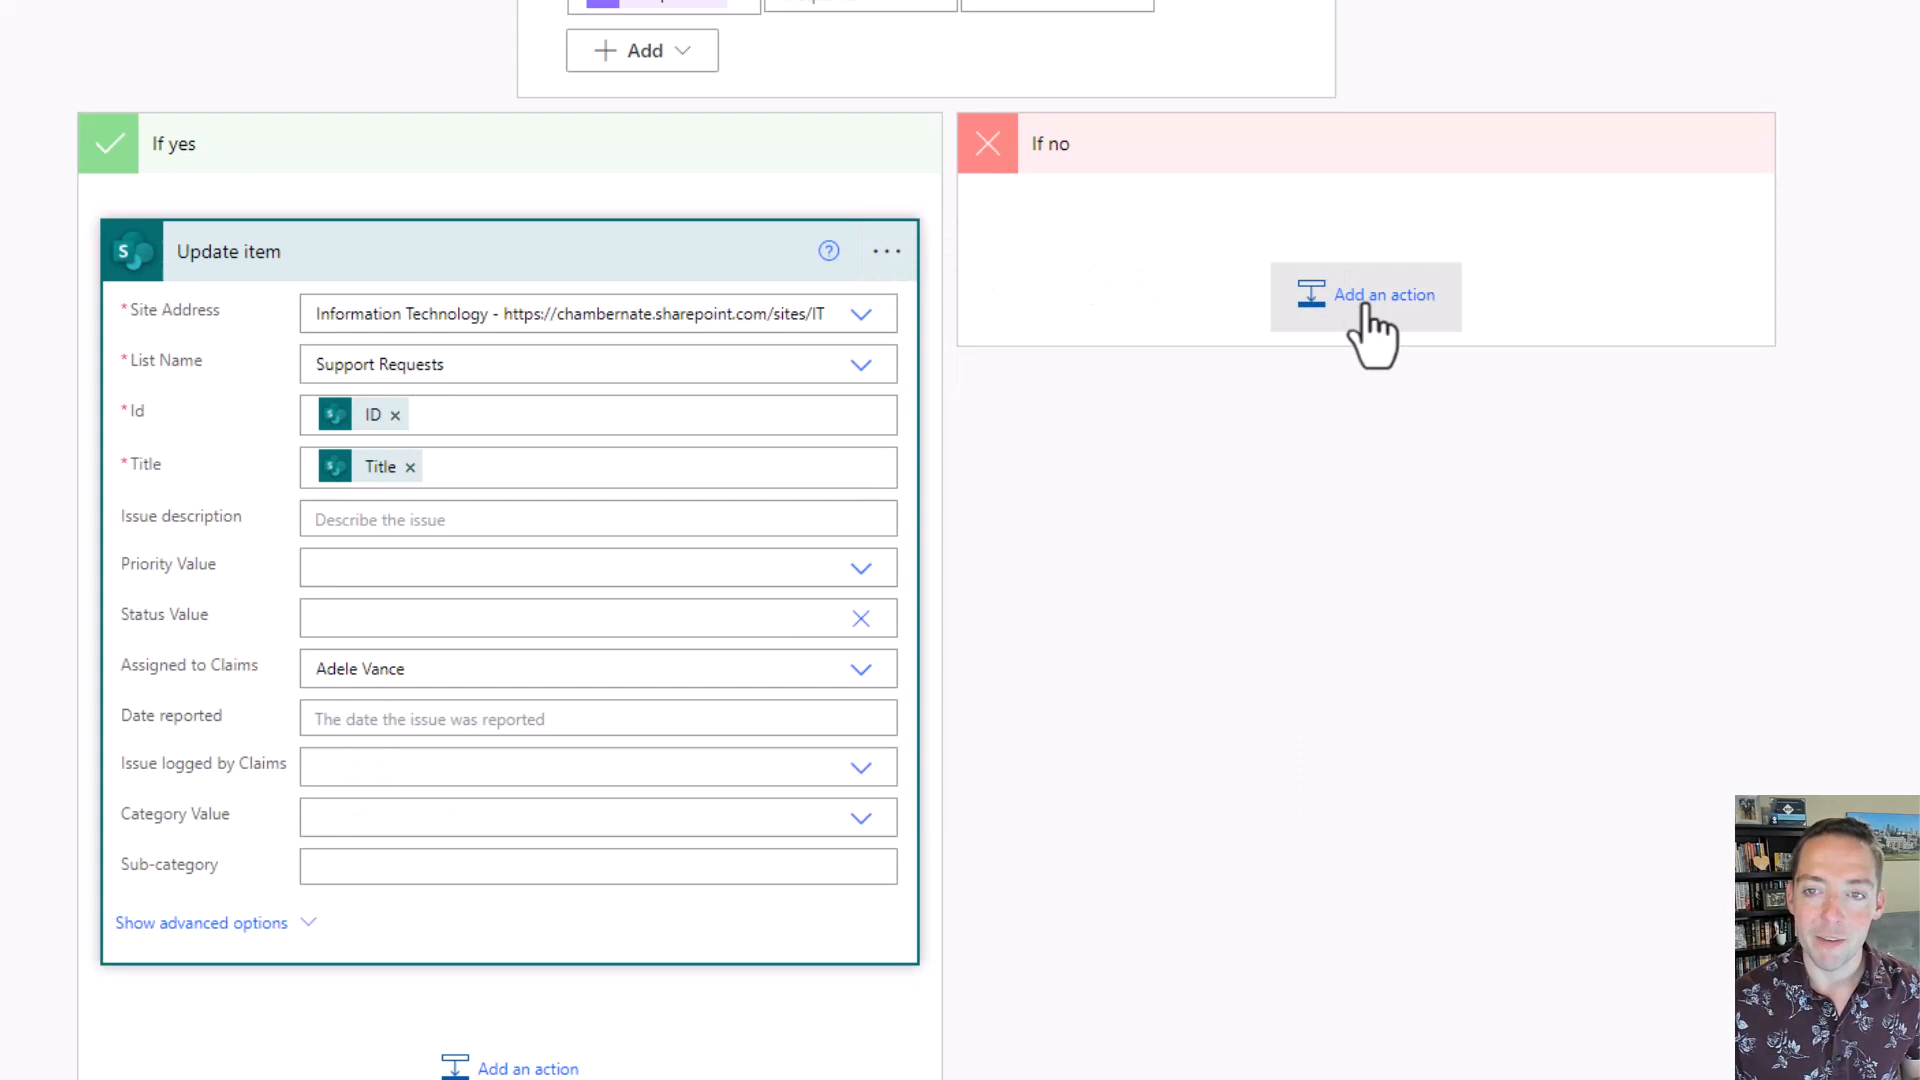 Add
If yes
If no
Update item
Add an action
* Site Address
Information Technology - https://chambernate.sharepoint.com/sites/IT
* List Name
Support Requests
* Id
ID
* Title
Title
Issue description
Describe the issue
Priority Value
Status Value
Assigned to Claims
Adele Vance
Date reported
The date the issue was reported
Issue logged by Claims
Category Value
Sub-category
Show advanced options
Add an action